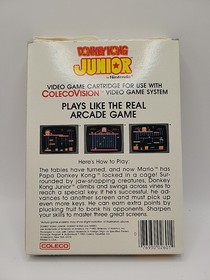 DONKEY KONG
JUNIOR
by Nintendo
VIDEO GAME CARTRIDGE FOR USE WITH
COLECOVISION VIDEO GAME SYSTEM
PLAYS LIKE THE REAL
ARCADE GAME
Here's How to Play:
The tables have turned, and now Mario™ has
Papa Donkey Kong™ locked in a cage! Sur-
rounded by jaw-snapping creatures, Donkey
Kong Junior™ climbs and swings across vines to
reach a special key. If he's successful, he ad-
vances to another screen and must pick up
even more keys. He can earn extra points by
plucking fruit to bonk his opponents. Sharpen
your skills to master three great screens.
COLECO